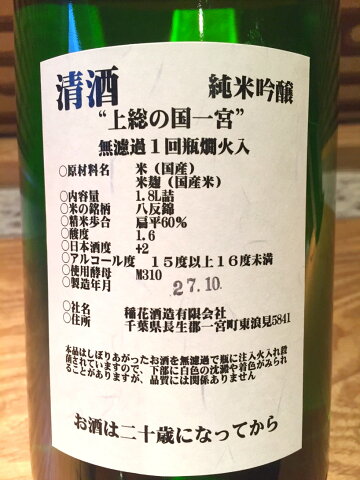 清酒 純米吟醸
“上総の国一宮”
無濾過1回瓶燗火入
○原材料名 米(国産)
米麹(国産米)
○内容量 1.8L詰
○米の銘柄 八反錦
○精米歩合 扁平60%
○酸度 1.6
○日本酒度 +2
○アルコール度 15度以上16度未満
○使用酵母 M310
○製造年月 27.10.
○社名 稲花酒造有限会社
○住所 千葉県長生郡一宮町東浪見5841
本品はしぼりあがったお酒を無濾過で瓶に注入火入れ殺
菌されていますので、下部に白色の沈澱や着色がみられ
ることがありますが、品質には関係ありません
お酒は二十歳になってから